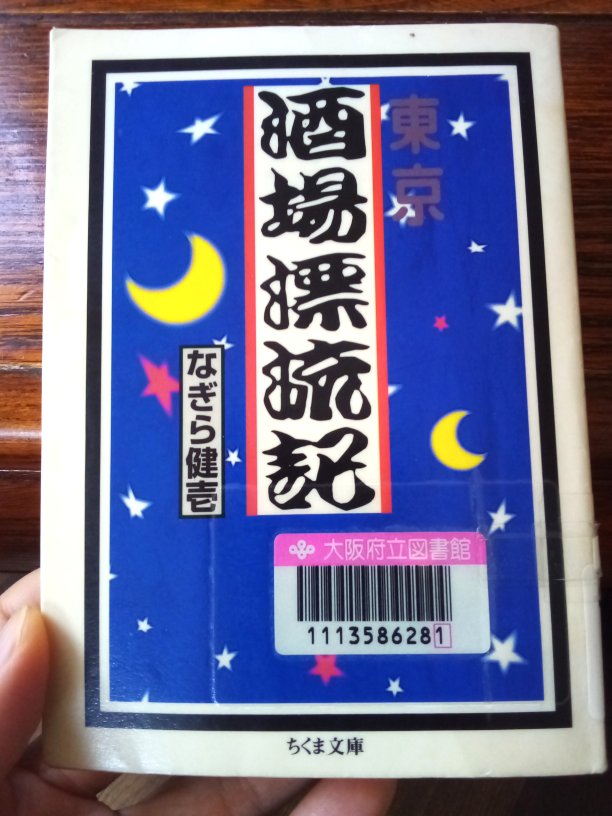 東京
酒場漂流記
なぎら健壱
大阪府立図書館
1113586281
ちくま文庫